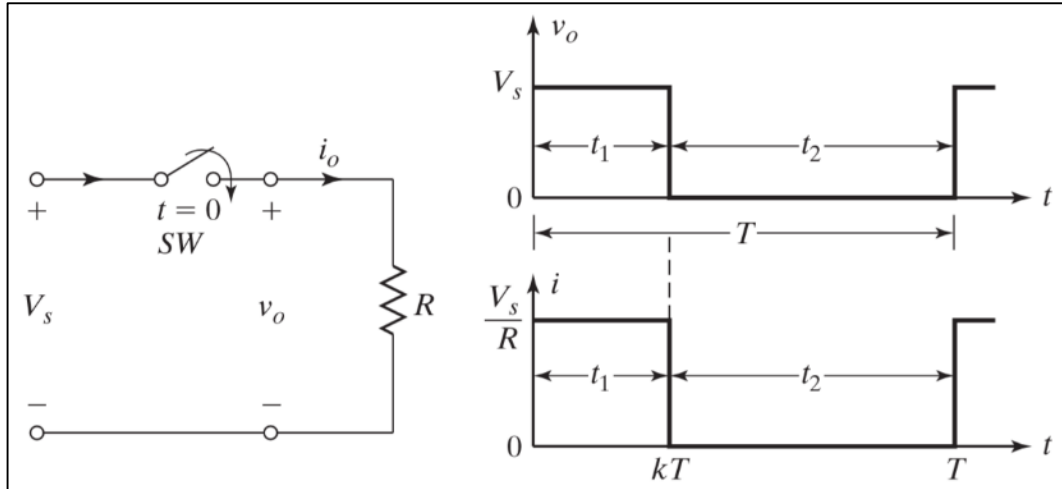 i_o
+ t = 0 +
SW
V_s v_o R
− −
v_o
V_s
t_1 t_2
0 t
T
V_s/R i
t_1 t_2
0 t
kT T